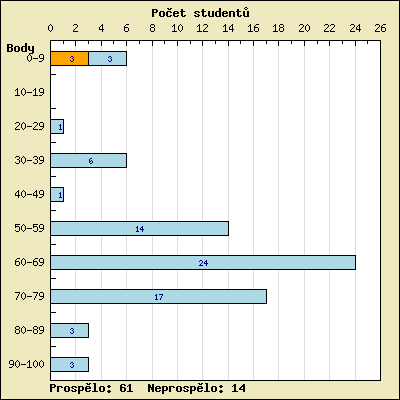 Počet studentů
0 2 4 6 8 10 12 14 16 18 20 22 24 26
Body
0-9 3 3
10-19
20-29 1
30-39 6
40-49 1
50-59 14
60-69 24
70-79 17
80-89 3
90-100 3
Prospělo: 61 Neprospělo: 14